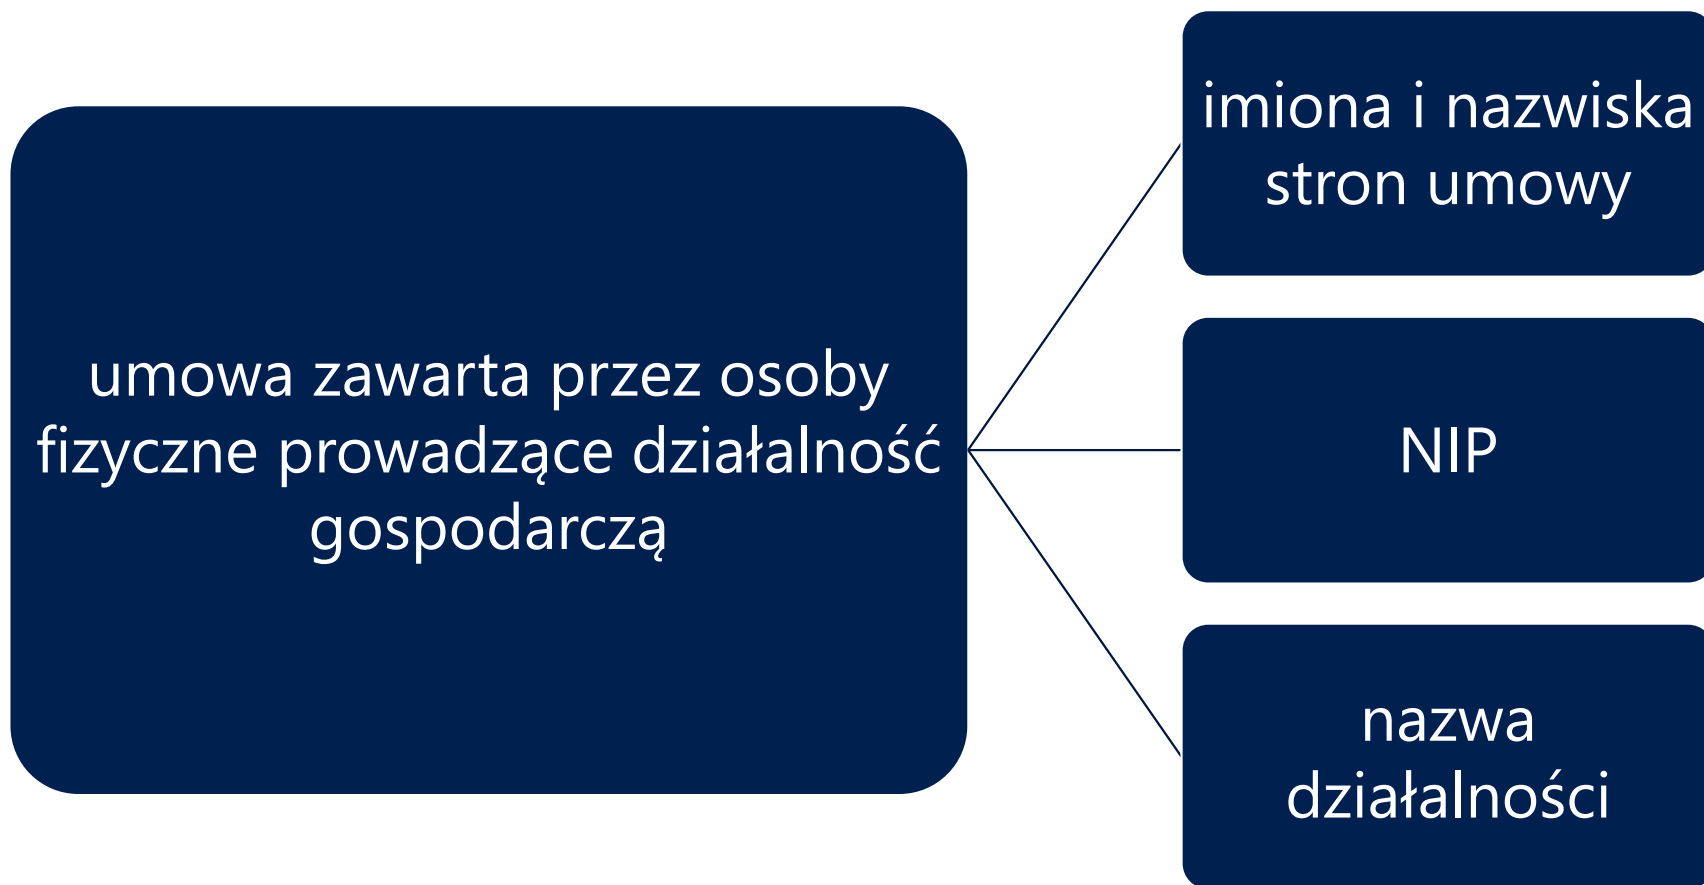 umowa zawarta przez osoby
fizyczne prowadzące działalność
gospodarczą
imiona i nazwiska
stron umowy
NIP
nazwa
działalności